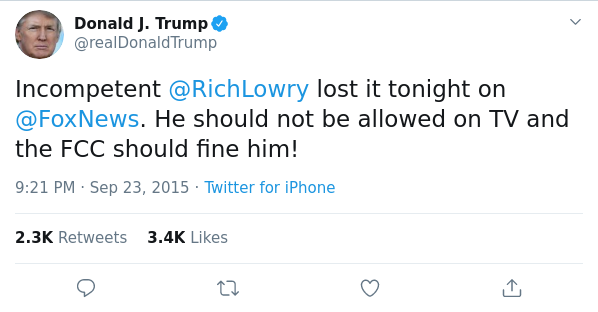 Donald J. Trump
@realDonaldTrump
Incompetent @RichLowry lost it tonight on
@FoxNews. He should not be allowed on TV and
the FCC should fine him!
9:21 PM · Sep 23, 2015 · Twitter for iPhone
2.3K Retweets 3.4K Likes